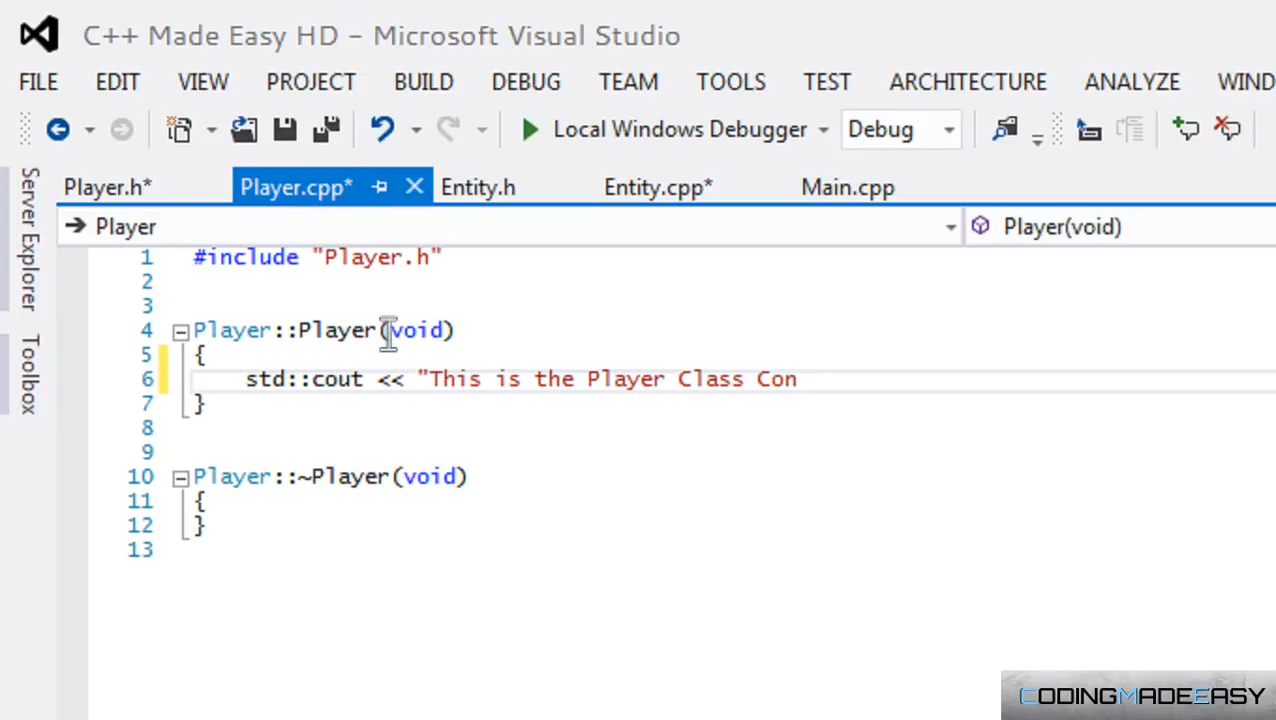 C++ Made Easy HD - Microsoft Visual Studio
FILE EDIT VIEW PROJECT BUILD DEBUG TEAM TOOLS TEST ARCHITECTURE ANALYZE WIND
Local Windows Debugger Debug
Server Explorer
Toolbox
Player.h* Player.cpp* Entity.h Entity.cpp* Main.cpp
Player Player(void)
1 #include "Player.h"
2
3
4 Player::Player(void)
5 {
6 std::cout << "This is the Player Class Con
7 }
8
9
10 Player::~Player(void)
11 {
12 }
13
CODINGMADEEASY